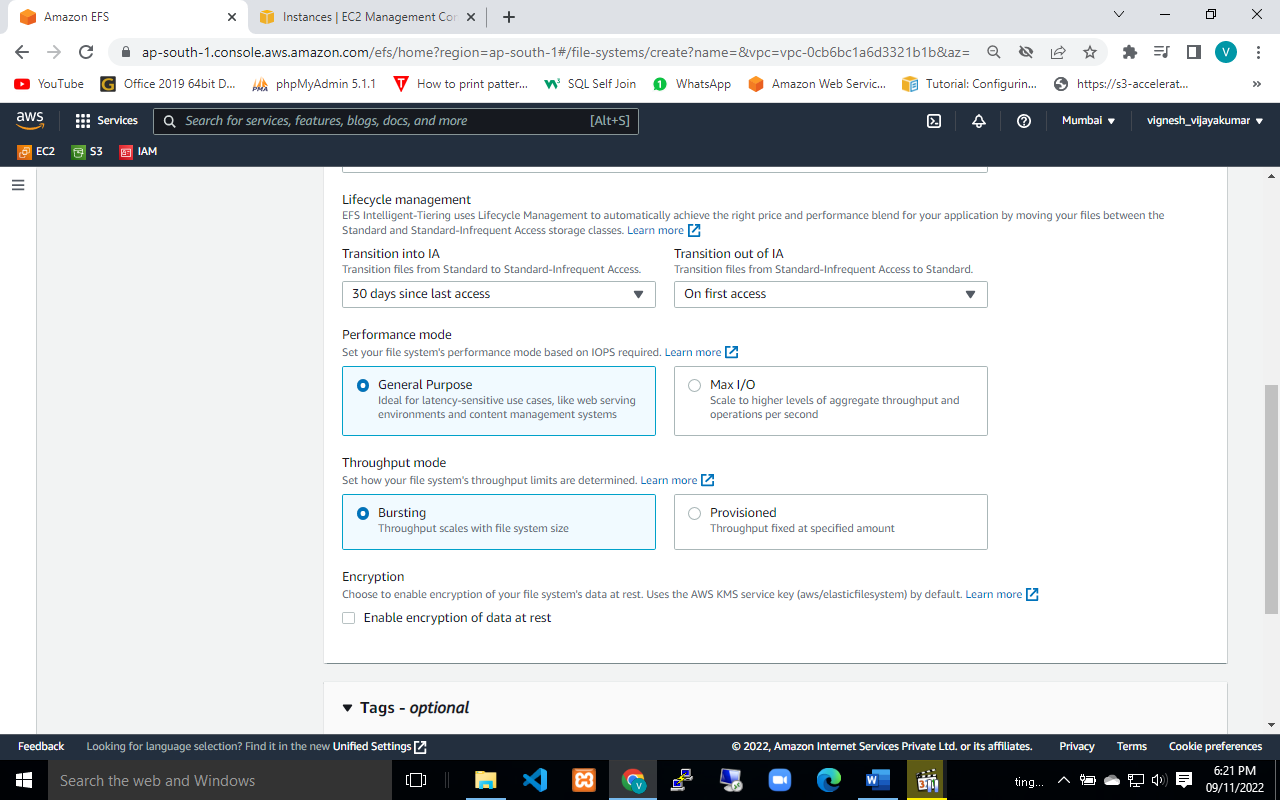 Amazon EFS
Instances | EC2 Management Cor
ap-south-1.console.aws.amazon.com/efs/home?region=ap-south-1#/file-systems/create?name=&vpc=vpc-0cb6bc1a6d3321b1b&az=
V
YouTube
Office 2019 64bit D...
phpMyAdmin 5.1.1
How to print patter...
SQL Self Join
1
WhatsApp
Amazon Web Servic...
Tutorial: Configurin...
https://s3-accelerat...
»
aws
Services
Search for services, features, blogs, docs, and more
[Alt+S]
Mumbai
vignesh_vijayakumar
EC2
S3
IAM
Lifecycle management
EFS Intelligent-Tiering uses Lifecycle Management to automatically achieve the right price and performance blend for your application by moving your files between the
Standard and Standard-Infrequent Access storage classes. Learn more
Transition into IA
Transition files from Standard to Standard-Infrequent Access.
30 days since last access
Transition out of IA
Transition files from Standard-Infrequent Access to Standard.
On first access
Performance mode
Set your file system's performance mode based on IOPS required. Learn more
General Purpose
Ideal for latency-sensitive use cases, like web serving
environments and content management systems
Max I/O
Scale to higher levels of aggregate throughput and
operations per second
Throughput mode
Set how your file system's throughput limits are determined. Learn more
Bursting
Throughput scales with file system size
Provisioned
Throughput fixed at specified amount
Encryption
Choose to enable encryption of your file system's data at rest. Uses the AWS KMS service key (aws/elasticfilesystem) by default. Learn more
Enable encryption of data at rest
Tags - optional
Feedback
Looking for language selection? Find it in the new Unified Settings
© 2022, Amazon Internet Services Private Ltd. or its affiliates.
Privacy
Terms
Cookie preferences
Search the web and Windows
ting...
6:21 PM
09/11/2022